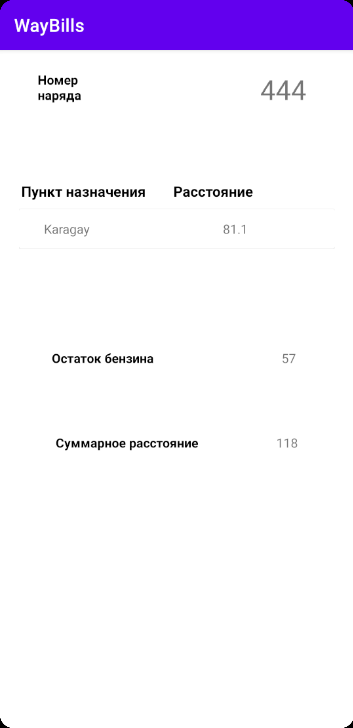 WayBills
Номер
наряда
444
Пункт назначения Расстояние
Karagay 81.1
Остаток бензина 57
Суммарное расстояние 118